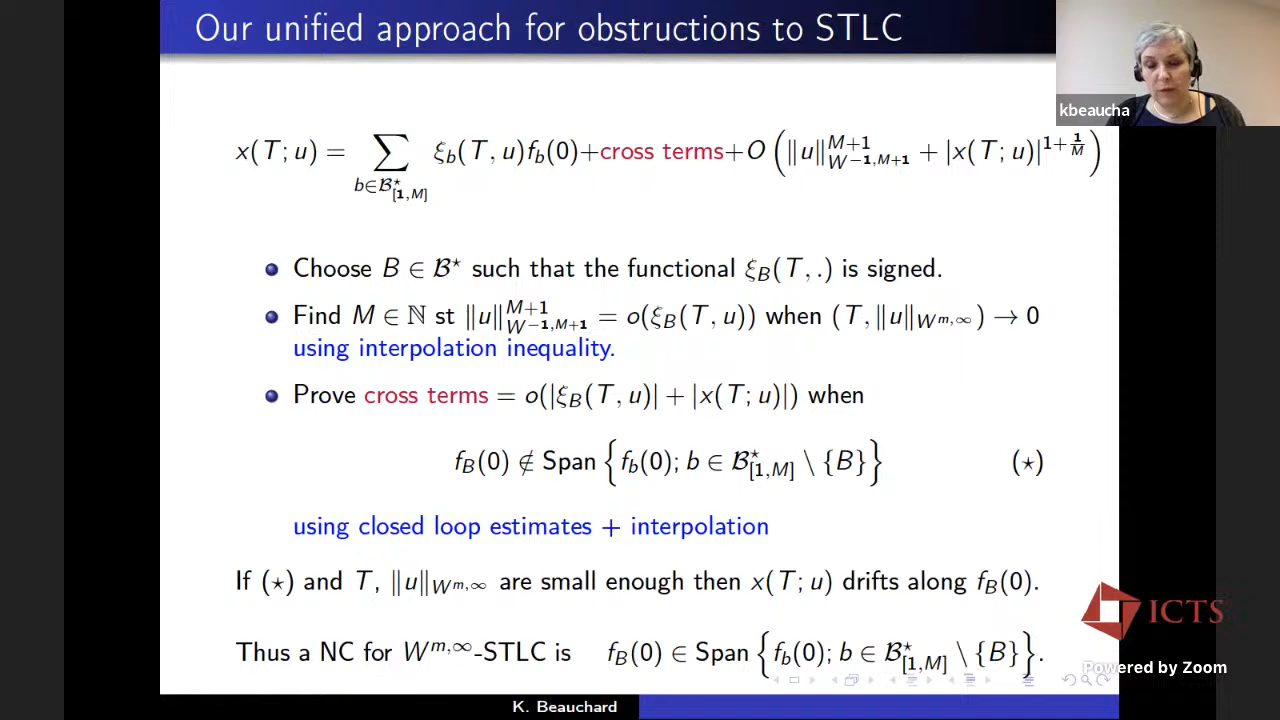 Our unified approach for obstructions to STLC
kbeaucha
x(T; u) = ∑_{b∈𝓑⋆_{[1,M]}} ξ_b(T, u)f_b(0)+cross terms+O(‖u‖^{M+1}_{W^{−1,M+1}} + |x(T; u)|^{1+1/M})
Choose B ∈ 𝓑⋆ such that the functional ξ_B(T, .) is signed.
Find M ∈ ℕ st ‖u‖^{M+1}_{W^{−1,M+1}} = o(ξ_B(T, u)) when (T, ‖u‖_{W^{m,∞}}) → 0
using interpolation inequality.
Prove cross terms = o(|ξ_B(T, u)| + |x(T; u)|) when
f_B(0) ∉ Span {f_b(0); b ∈ 𝓑⋆_{[1,M]} \ {B}} (⋆)
using closed loop estimates + interpolation
If (⋆) and T, ‖u‖_{W^{m,∞}} are small enough then x(T; u) drifts along f_B(0).
Thus a NC for W^{m,∞}-STLC is f_B(0) ∈ Span {f_b(0); b ∈ 𝓑⋆_{[1,M]} \ {B}}.
ICTS
Powered by Zoom
K. Beauchard